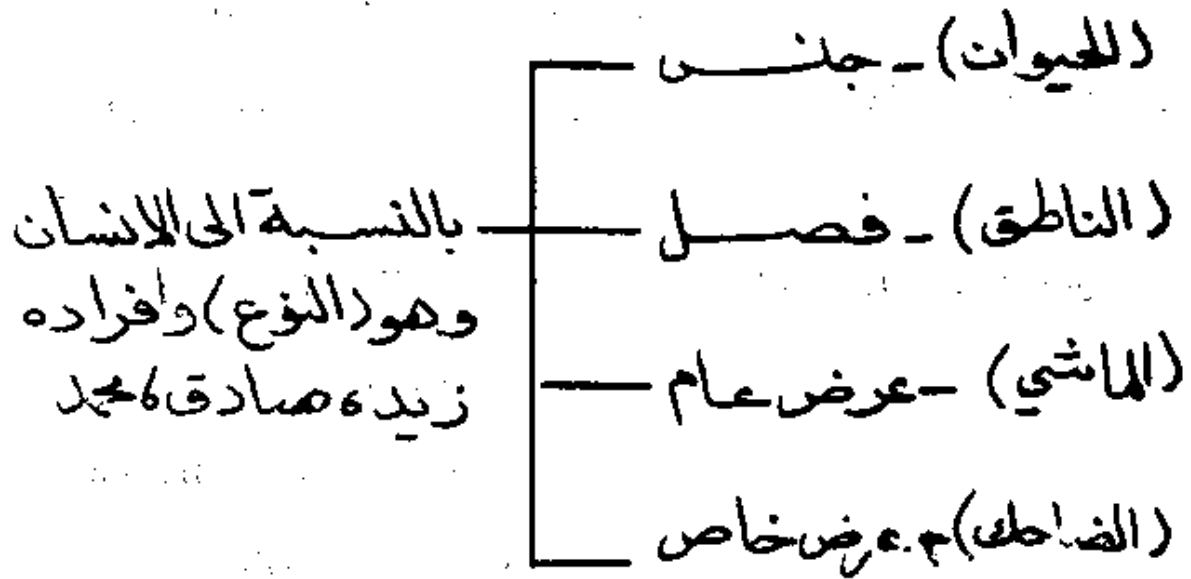 (الحيوان) - جنس
(الناطق) - فصل
بالنسبة الى الانسان
وهو (النوع) وافراده
زيد، صادق، محمد
(الماشي) - عرض عام
(الضاحك) - عرض خاص